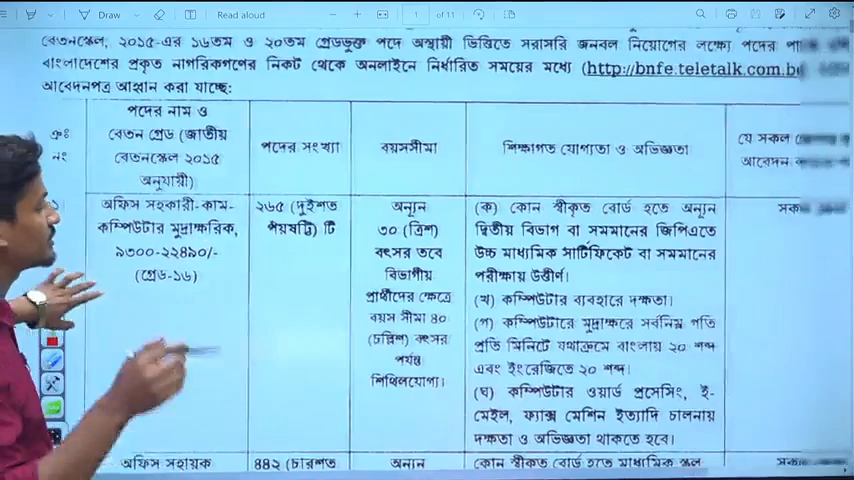 Draw
Read aloud
1 of 11
বেতনস্কেল, ২০১৫-এর ১৬তম ও ২০তম গ্রেডভুক্ত পদে অস্থায়ী ভিত্তিতে সরাসরি জনবল নিয়োগের লক্ষ্যে পদের
বাংলাদেশের প্রকৃত নাগরিকগণের নিকট থেকে অনলাইনে নির্ধারিত সময়ের মধ্যে (http://bnfe.teletalk.com.b
আবেদনপত্র আহ্বান করা যাচ্ছে:
ক্রঃ
নং
পদের নাম ও
বেতন গ্রেড (জাতীয়
বেতনস্কেল ২০১৫
অনুযায়ী)
পদের সংখ্যা
বয়সসীমা
শিক্ষাগত যোগ্যতা ও অভিজ্ঞতা
যে সকল
আবেদন
১
অফিস সহকারী-কাম-
কম্পিউটার মুদ্রাক্ষরিক,
৯৩০০-২২৪৯০/-
(গ্রেড-১৬)
২৬৫ (দুইশত
পঁয়ষট্টি) টি
অন্যূন
৩০ (ত্রিশ)
বৎসর তবে
বিভাগীয়
প্রার্থীদের ক্ষেত্রে
বয়স সীমা ৪০
(চল্লিশ) বৎসর
পর্যন্ত
শিথিলযোগ্য।
(ক) কোন স্বীকৃত বোর্ড হতে অন্যূন
দ্বিতীয় বিভাগ বা সমমানের জিপিএতে
উচ্চ মাধ্যমিক সার্টিফিকেট বা সমমানের
পরীক্ষায় উত্তীর্ণ।
(খ) কম্পিউটার ব্যবহারে দক্ষতা।
(গ) কম্পিউটারে মুদ্রাক্ষরে সর্বনিম্ন গতি
প্রতি মিনিটে যথাক্রমে বাংলায় ২০ শব্দ
এবং ইংরেজিতে ২০ শব্দ।
(ঘ) কম্পিউটার ওয়ার্ড প্রসেসিং, ই-
মেইল, ফ্যাক্স মেশিন ইত্যাদি চালনায়
দক্ষতা ও অভিজ্ঞতা থাকতে হবে।
সকল
অফিস সহায়ক
৪৪২ (চারশত
অন্যূন
কোন স্বীকৃত বোর্ড হতে মাধ্যমিক স্কুল
সকল